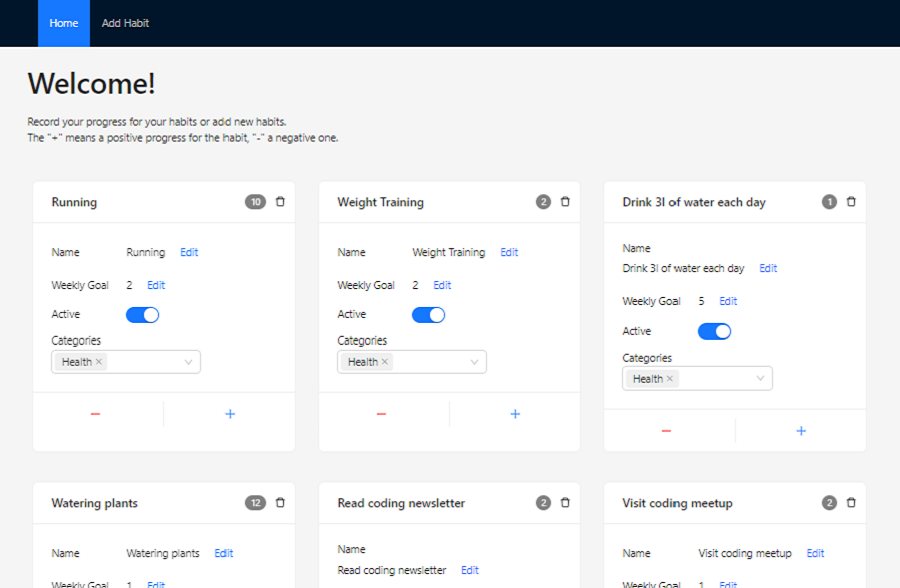 Home Add Habit
Welcome!
Record your progress for your habits or add new habits.
The "+" means a positive progress for the habit, "-" a negative one.
Running 10
Name Running Edit
Weekly Goal 2 Edit
Active
Categories
Health ×
− +
Weight Training 2
Name Weight Training Edit
Weekly Goal 2 Edit
Active
Categories
Health ×
− +
Drink 3l of water each day 1
Name
Drink 3l of water each day Edit
Weekly Goal 5 Edit
Active
Categories
Health ×
− +
Watering plants 12
Name Watering plants Edit
Weekly Goal 1 Edit
Read coding newsletter 2
Name
Read coding newsletter Edit
Visit coding meetup 2
Name Visit coding meetup Edit
Weekly Goal 1 Edit